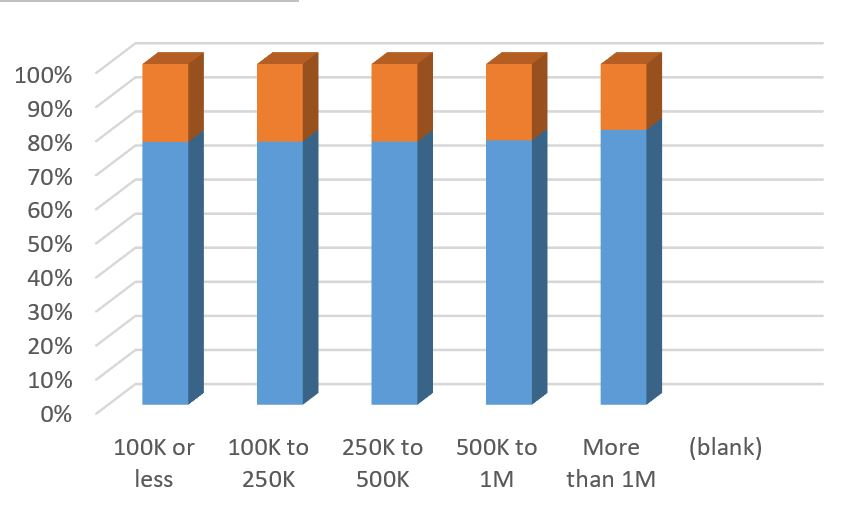 100%
90%
80%
70%
60%
50%
40%
30%
20%
10%
0%
100K or less
100K to 250K
250K to 500K
500K to 1M
More than 1M
(blank)